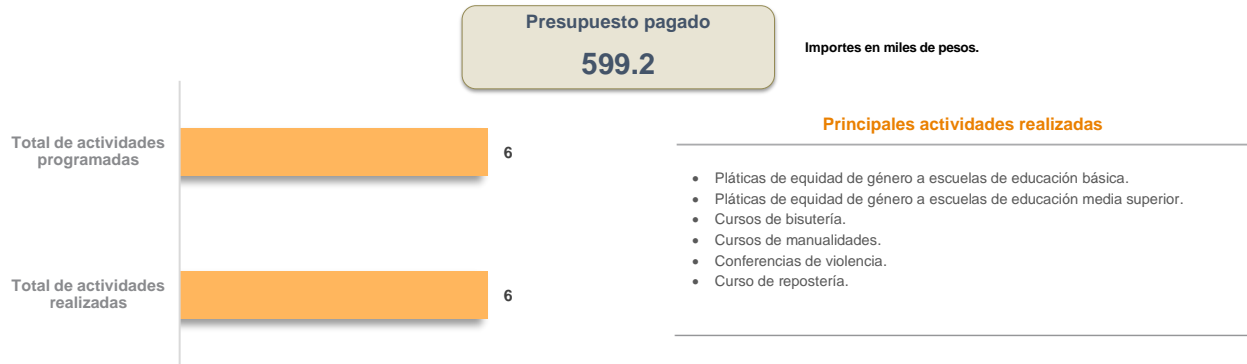 Presupuesto pagado
599.2
Importes en miles de pesos.
Total de actividades
programadas
6
Total de actividades
realizadas
6
Principales actividades realizadas
• Pláticas de equidad de género a escuelas de educación básica.
• Pláticas de equidad de género a escuelas de educación media superior.
• Cursos de bisutería.
• Cursos de manualidades.
• Conferencias de violencia.
• Curso de repostería.